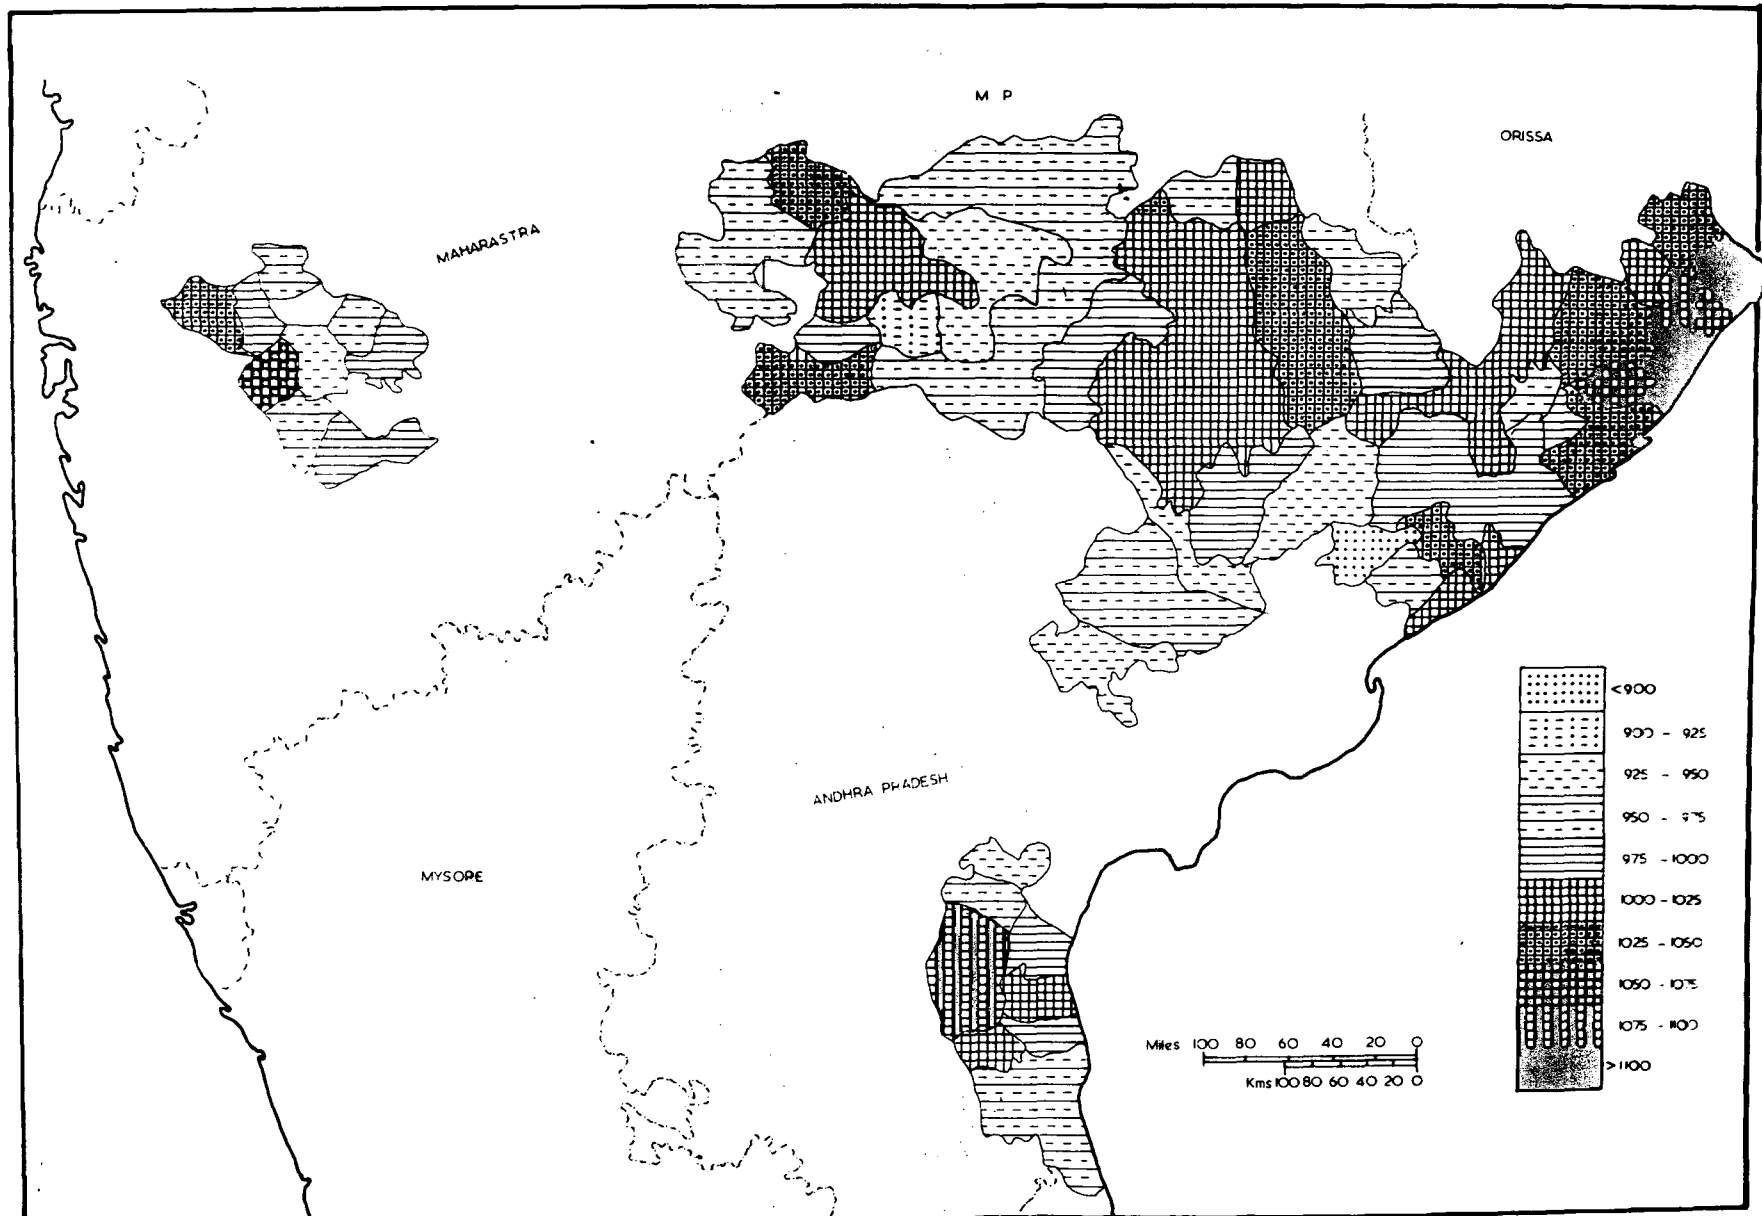 M P
ORISSA
MAHARASTRA
<900
900 - 925
925 - 950
950 - 975
975 - 1000
1000 - 1025
1025 - 1050
1050 - 1075
1075 - 1100
>1100
ANDHRA PRADESH
MYSORE
Miles 100 80 60 40 20 0
Kms 100 80 60 40 20 0